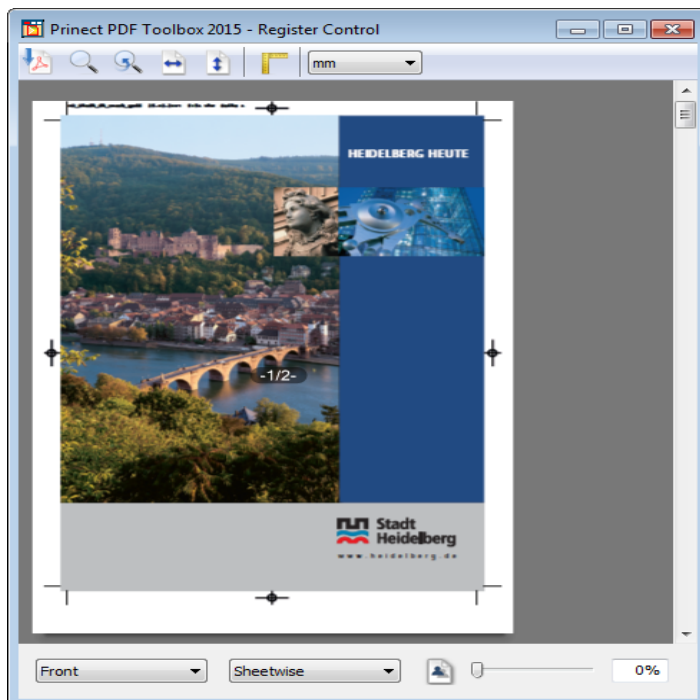 Prinect PDF Toolbox 2015 - Register Control
mm
HEIDELBERG HEUTE
-1/2-
Stadt
Heidelberg
www.heidelberg.de
Front
Sheetwise
0%